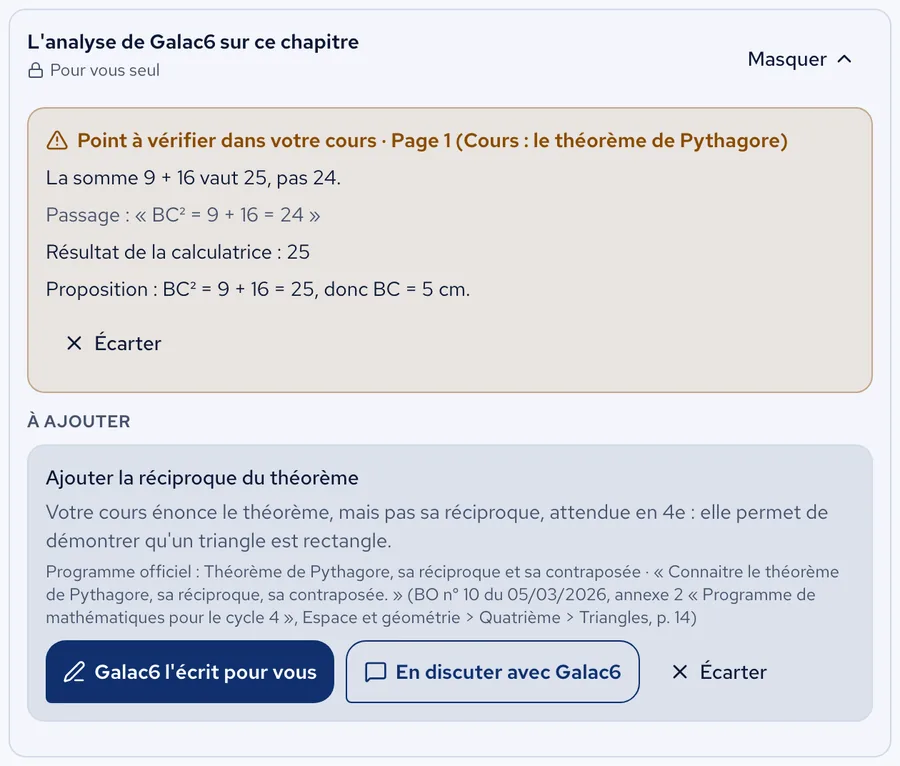 L'analyse de Galac6 sur ce chapitre
Pour vous seul
Masquer
Point à vérifier dans votre cours · Page 1 (Cours : le théorème de Pythagore)
La somme 9 + 16 vaut 25, pas 24.
Passage : « BC² = 9 + 16 = 24 »
Résultat de la calculatrice : 25
Proposition : BC² = 9 + 16 = 25, donc BC = 5 cm.
Écarter
À AJOUTER
Ajouter la réciproque du théorème
Votre cours énonce le théorème, mais pas sa réciproque, attendue en 4e : elle permet de
démontrer qu'un triangle est rectangle.
Programme officiel : Théorème de Pythagore, sa réciproque et sa contraposée · « Connaitre le théorème
de Pythagore, sa réciproque, sa contraposée. » (BO n° 10 du 05/03/2026, annexe 2 « Programme de
mathématiques pour le cycle 4 », Espace et géométrie > Quatrième > Triangles, p. 14)
Galac6 l'écrit pour vous
En discuter avec Galac6
Écarter